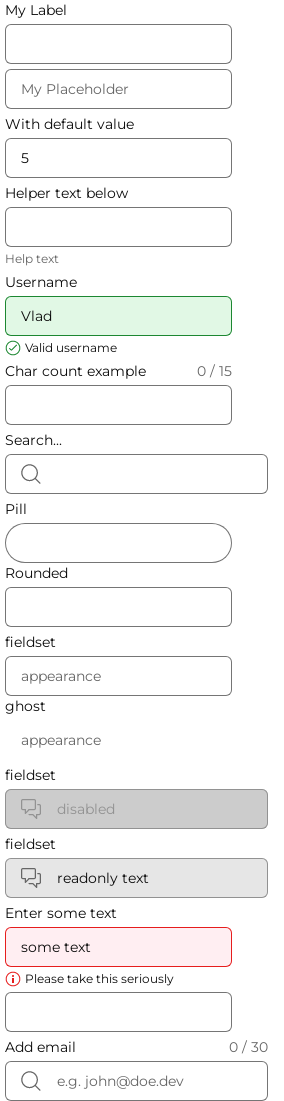 My Label
My Placeholder
With default value
5
Helper text below
Help text
Username
Vlad
Valid username
Char count example 0 / 15
Search...
Pill
Rounded
fieldset
appearance
ghost
appearance
fieldset
disabled
fieldset
readonly text
Enter some text
some text
Please take this seriously
Add email 0 / 30
e.g. john@doe.dev